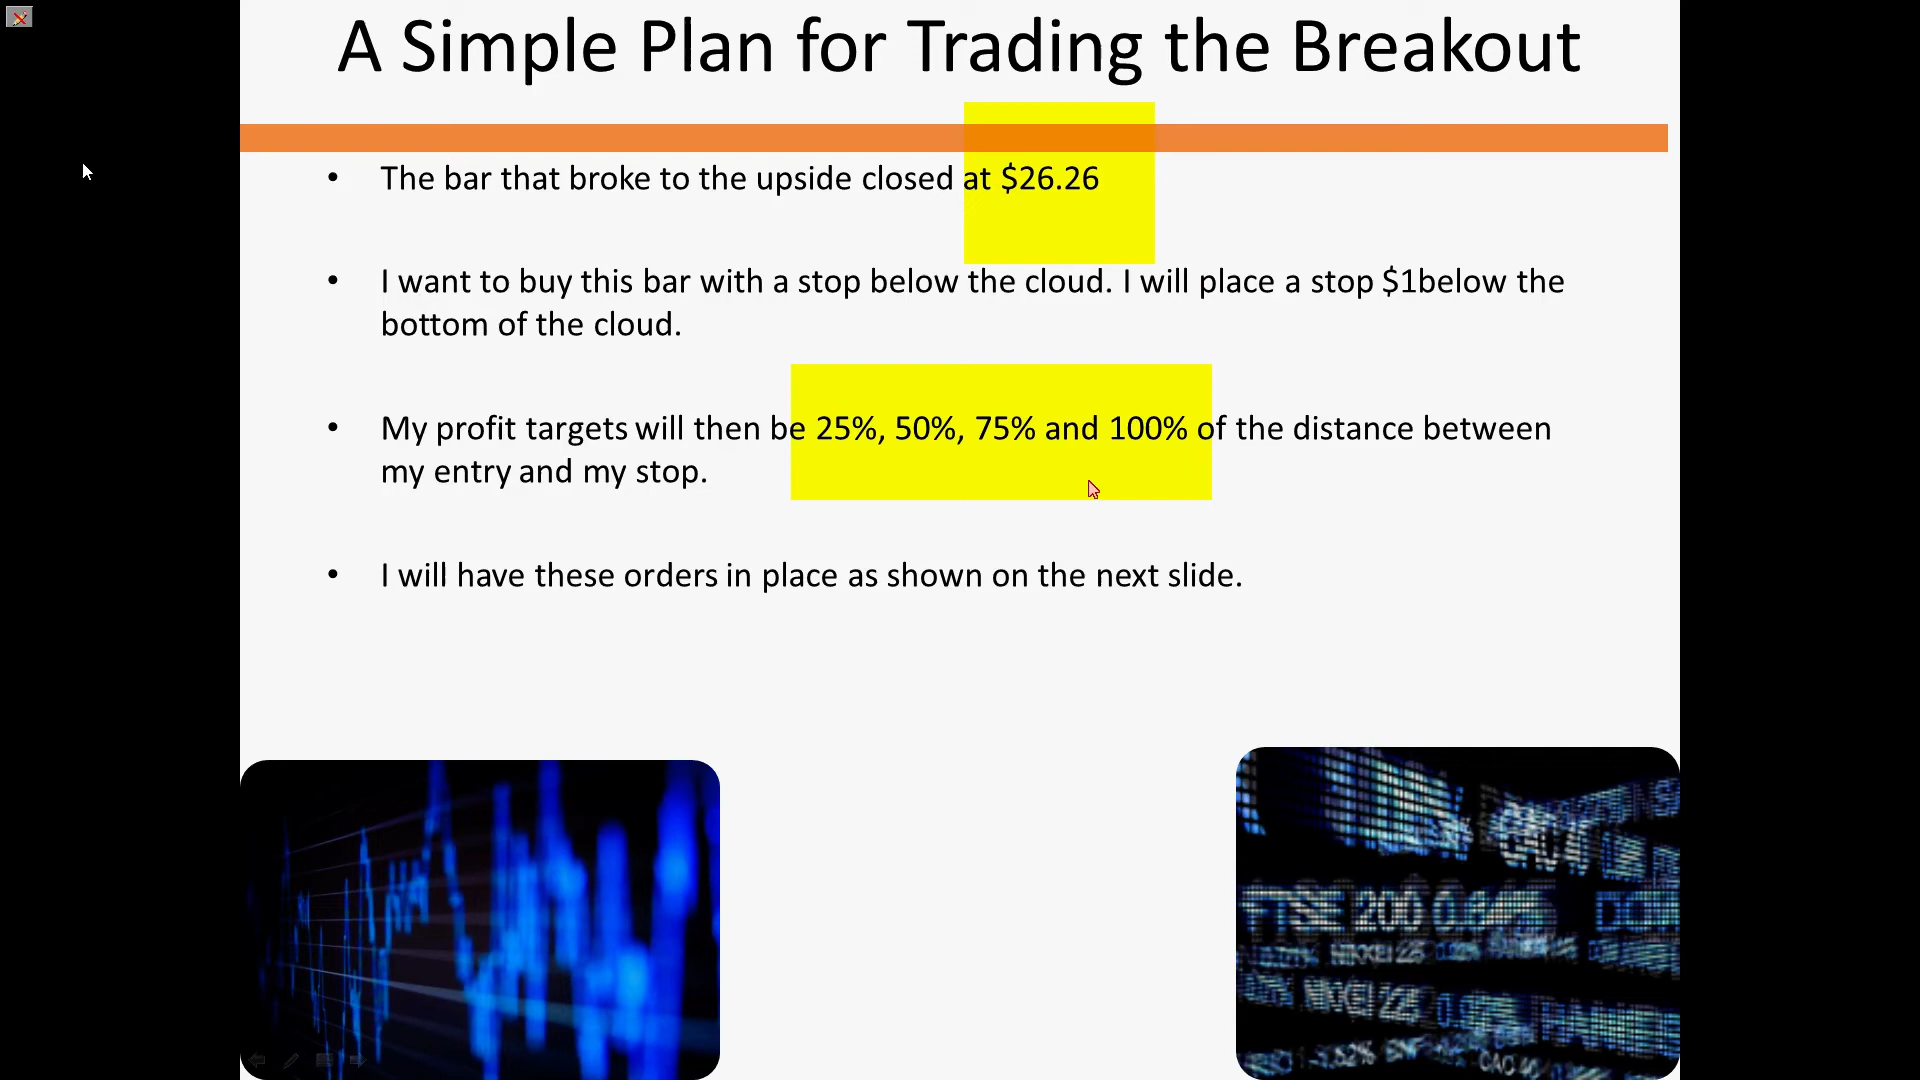 A Simple Plan for Trading the Breakout
• The bar that broke to the upside closed at $26.26
• I want to buy this bar with a stop below the cloud. I will place a stop $1below the
bottom of the cloud.
• My profit targets will then be 25%, 50%, 75% and 100% of the distance between
my entry and my stop.
• I will have these orders in place as shown on the next slide.
FTSE 200
NIKKEI 225
CAC 40